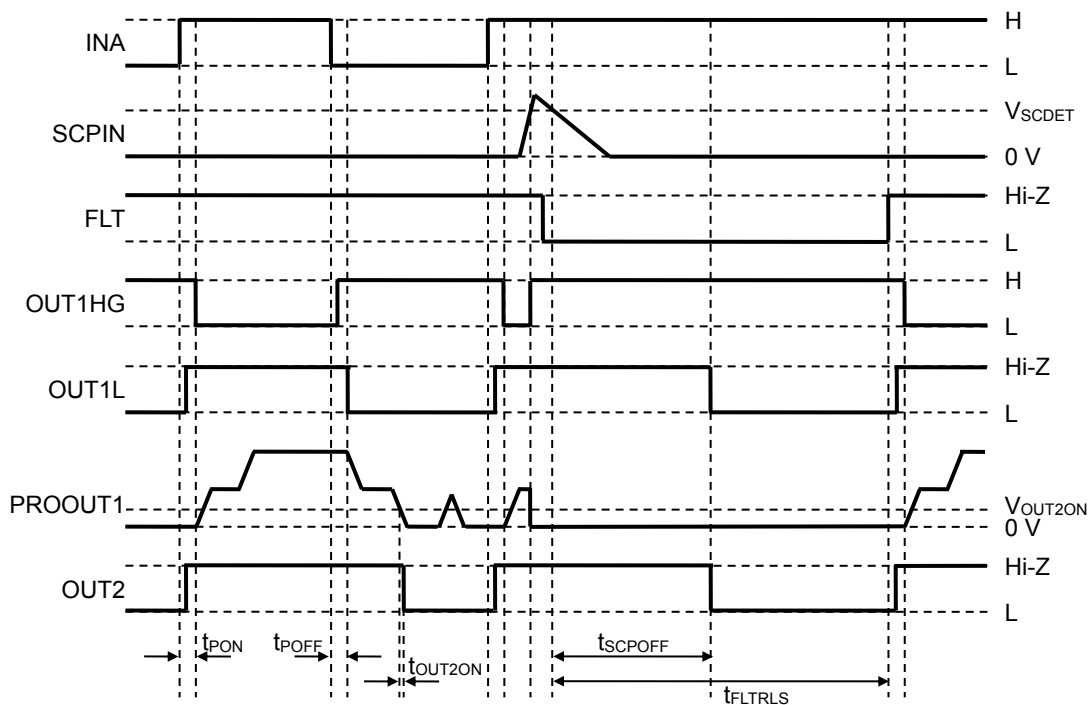 INA
H
L
SCPIN
VSCDET
0 V
FLT
Hi-Z
L
OUT1HG
H
L
OUT1L
Hi-Z
L
PROOUT1
VOUT2ON
0 V
OUT2
Hi-Z
L
tPON
tPOFF
tOUT2ON
tSCPOFF
tFLTRLS